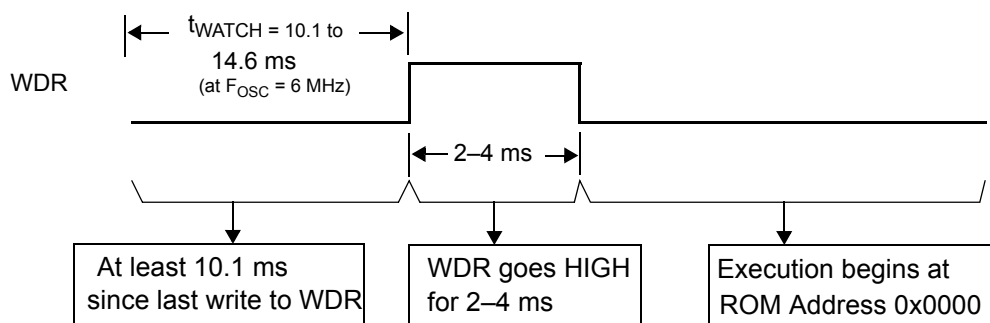 tWATCH = 10.1 to
14.6 ms
(at FOSC = 6 MHz)
WDR
2–4 ms
At least 10.1 ms
since last write to WDR
WDR goes HIGH
for 2–4 ms
Execution begins at
ROM Address 0x0000